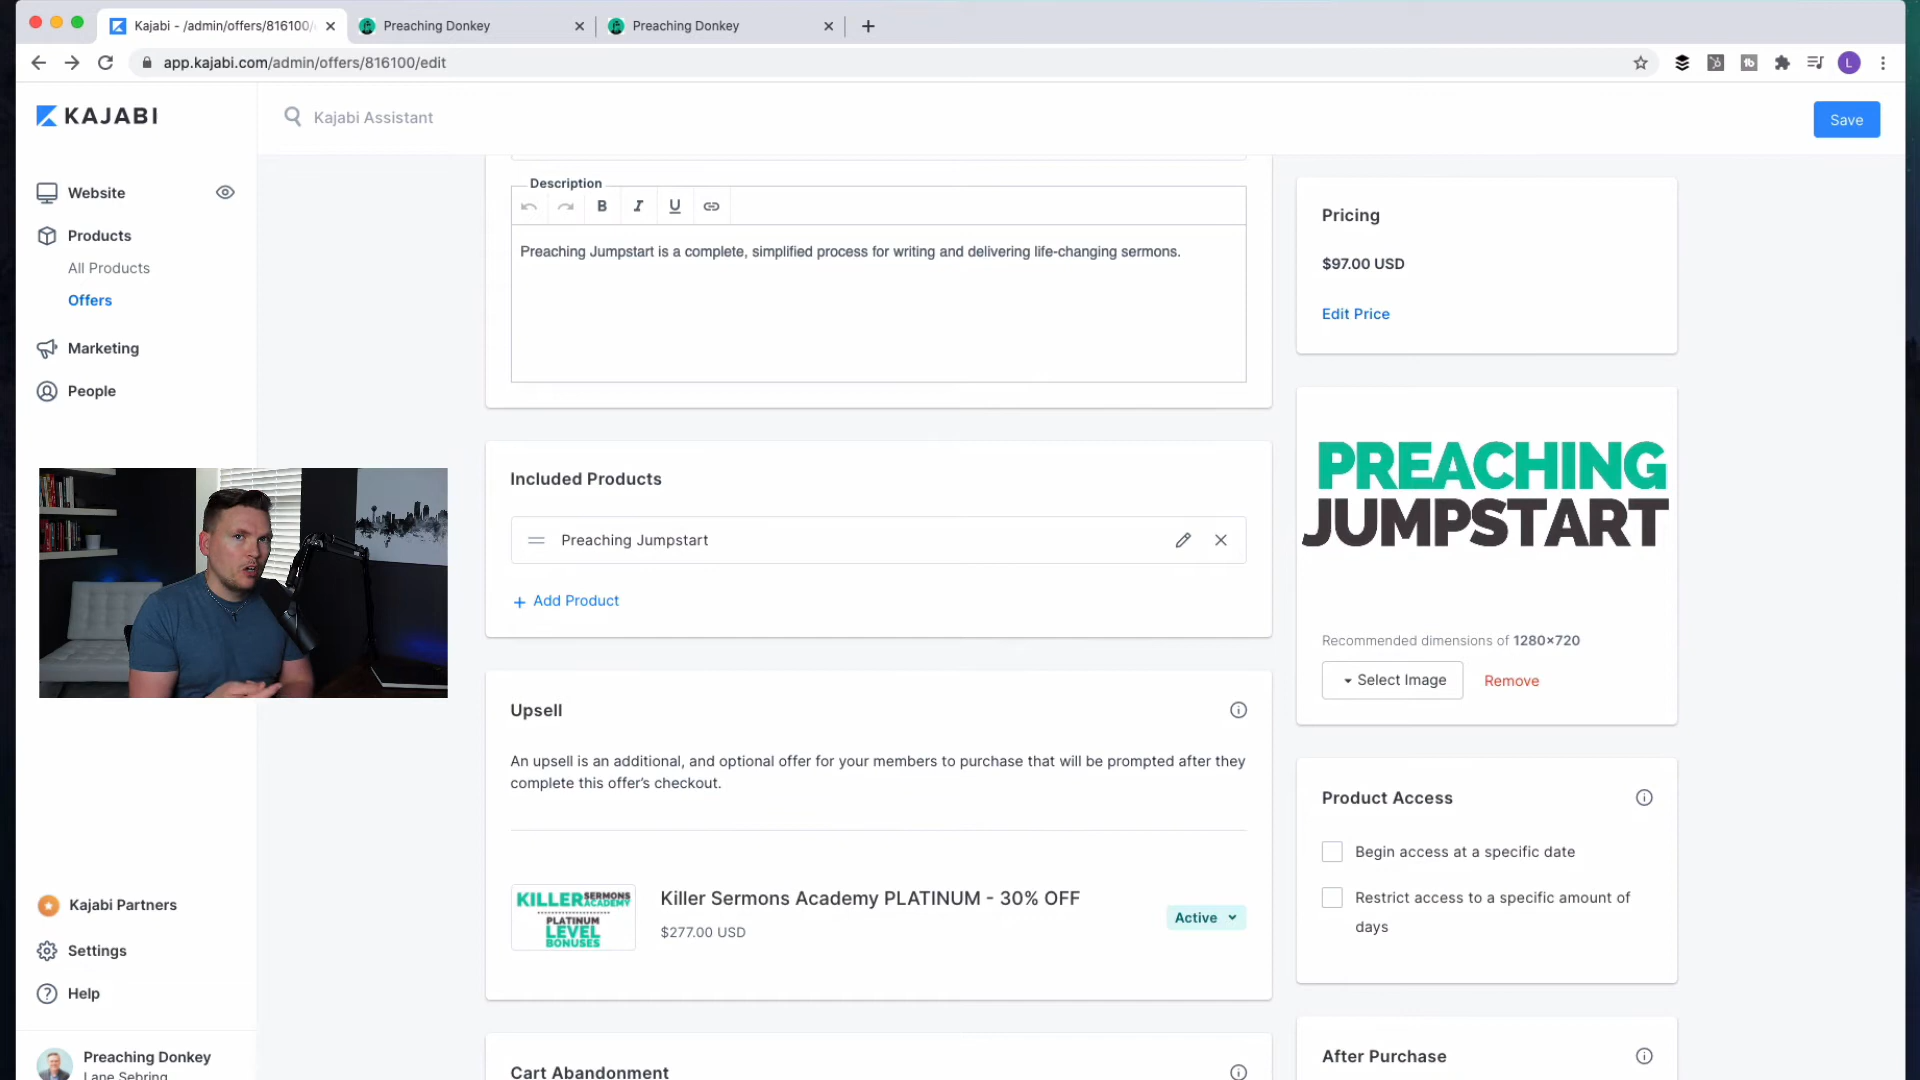 Kajabi - /admin/offers/816100/
Preaching Donkey
Preaching Donkey
app.kajabi.com/admin/offers/816100/edit
L
KAJABI
Kajabi Assistant
Save
Website
Products
All Products
Offers
Marketing
People
Kajabi Partners
Settings
Help
Preaching Donkey
Lane Sebring
Description
B I U
Preaching Jumpstart is a complete, simplified process for writing and delivering life-changing sermons.
Included Products
Preaching Jumpstart
+ Add Product
Upsell
An upsell is an additional, and optional offer for your members to purchase that will be prompted after they
complete this offer’s checkout.
KILLER SERMONS ACADEMY
PLATINUM
LEVEL
BONUSES
Killer Sermons Academy PLATINUM - 30% OFF
$277.00 USD
Active
Cart Abandonment
Pricing
$97.00 USD
Edit Price
PREACHING
JUMPSTART
Recommended dimensions of 1280×720
Select Image
Remove
Product Access
Begin access at a specific date
Restrict access to a specific amount of
days
After Purchase